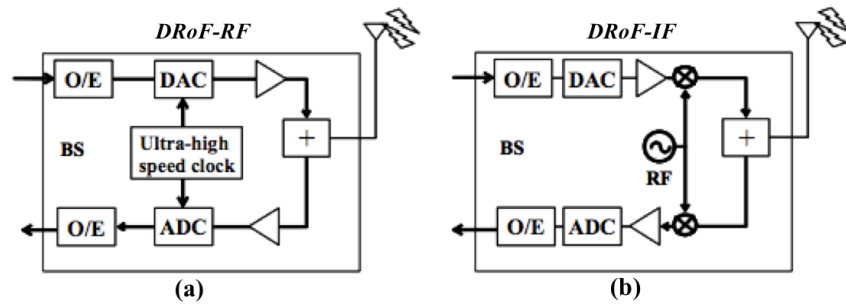 DRoF-RF
O/E
DAC
BS
Ultra-high
speed clock
+
O/E
ADC
(a)
DRoF-IF
O/E
DAC
BS
RF
+
O/E
ADC
(b)